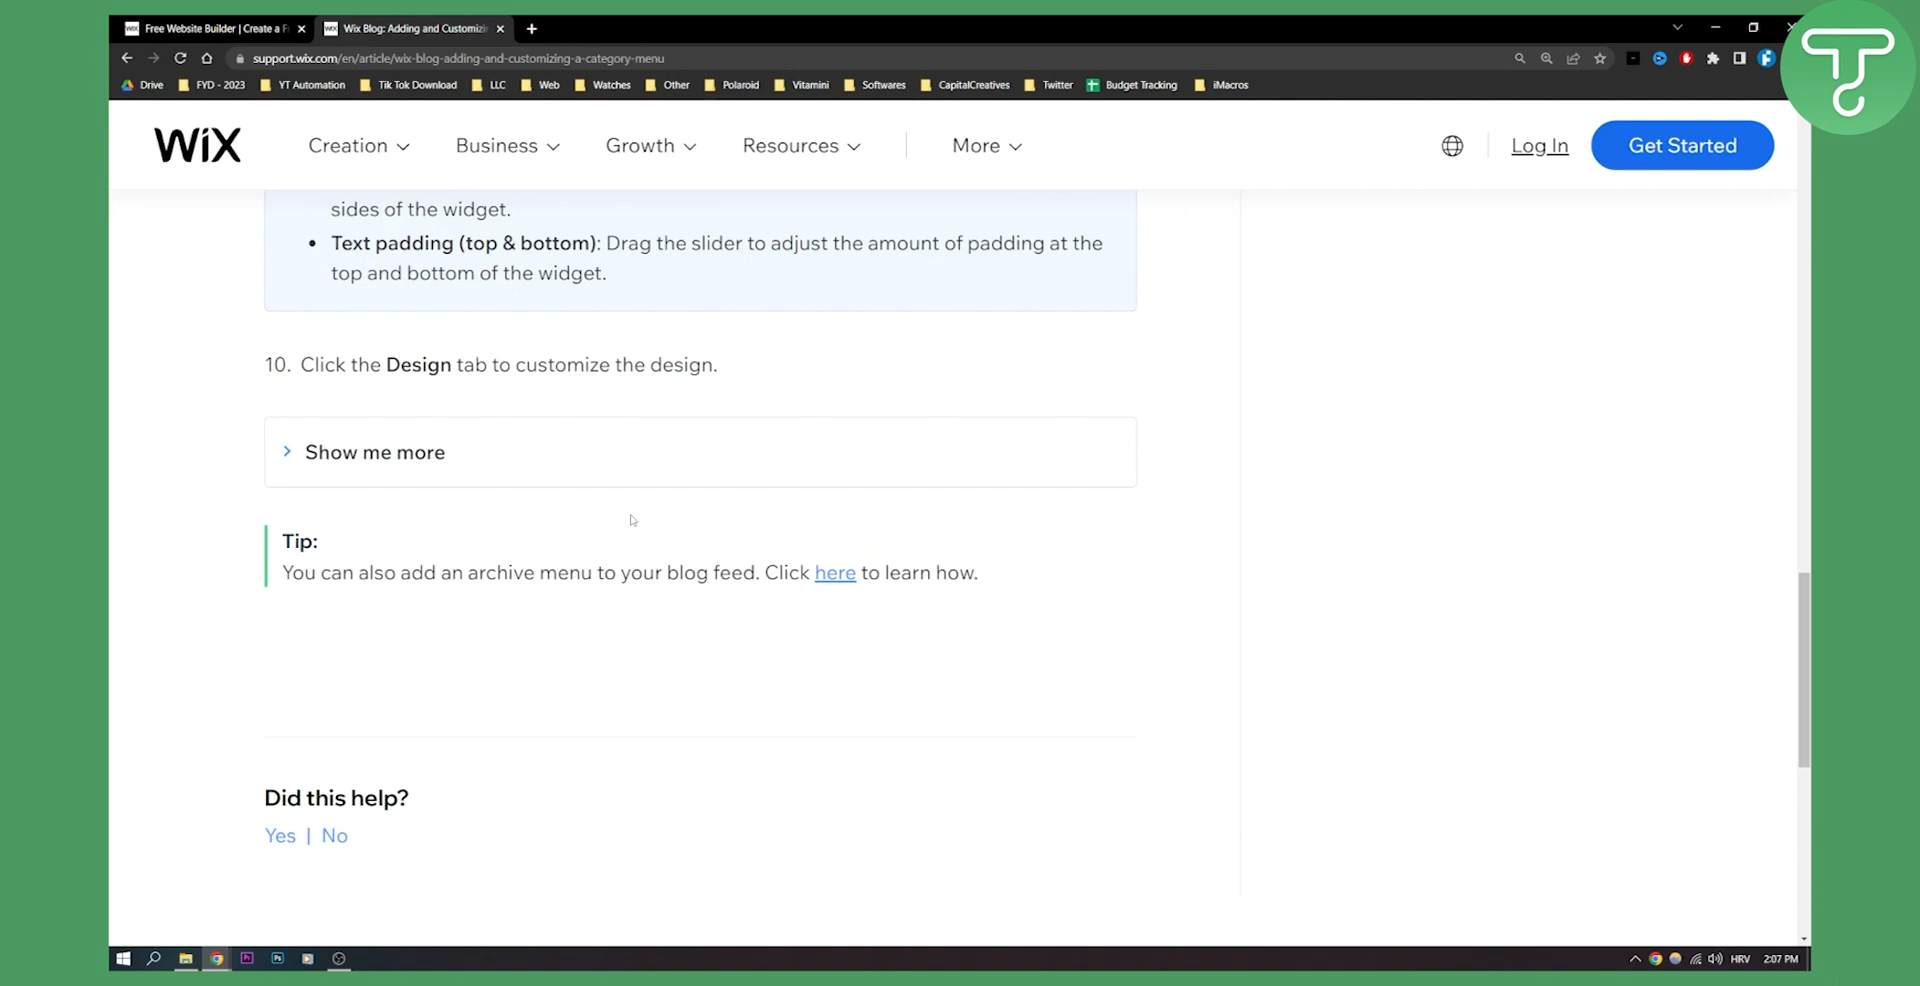 Free Website Builder | Create a F
Wix Blog: Adding and Customizi
support.wix.com/en/article/wix-blog-adding-and-customizing-a-category-menu
Drive FYD - 2023 YT Automation Tik Tok Download LLC Web Watches Other Polaroid Vitamini Softwares CapitalCreatives Twitter Budget Tracking iMacros
WiX Creation Business Growth Resources More Log In Get Started
sides of the widget.
• Text padding (top & bottom): Drag the slider to adjust the amount of padding at the
top and bottom of the widget.
10. Click the Design tab to customize the design.
Show me more
Tip:
You can also add an archive menu to your blog feed. Click here to learn how.
Did this help?
Yes | No
HRV 2:07 PM